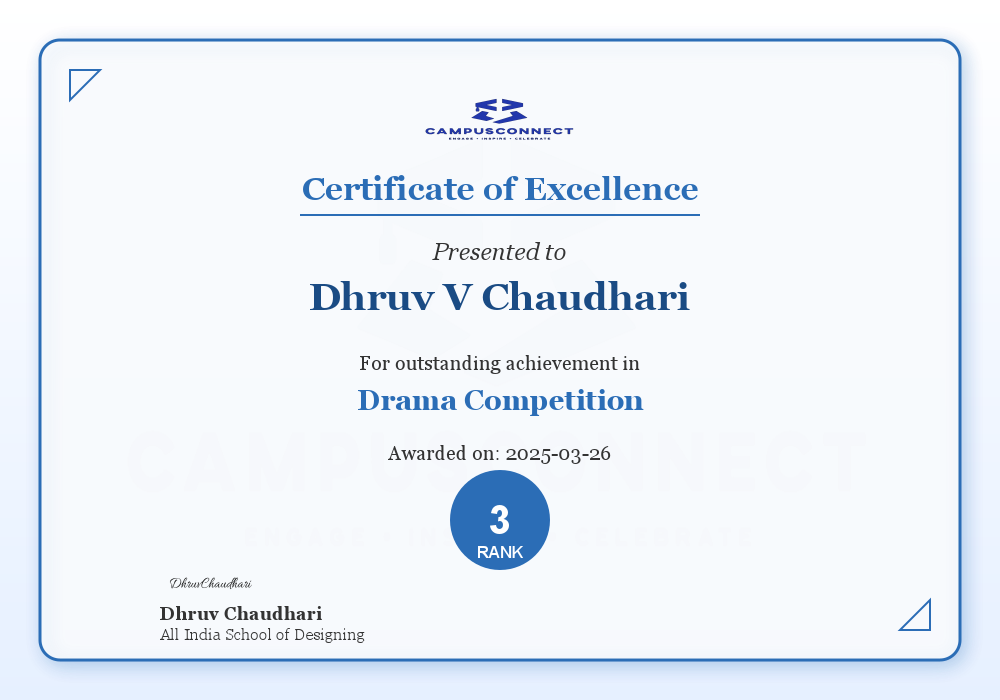 CAMPUSCONNECT
ENGAGE • INSPIRE • CELEBRATE
Certificate of Excellence
Presented to
Dhruv V Chaudhari
For outstanding achievement in
Drama Competition
CAMPUSCONNECT
Awarded on: 2025-03-26
3
RANK
DhruvChaudhari
Dhruv Chaudhari
All India School of Designing